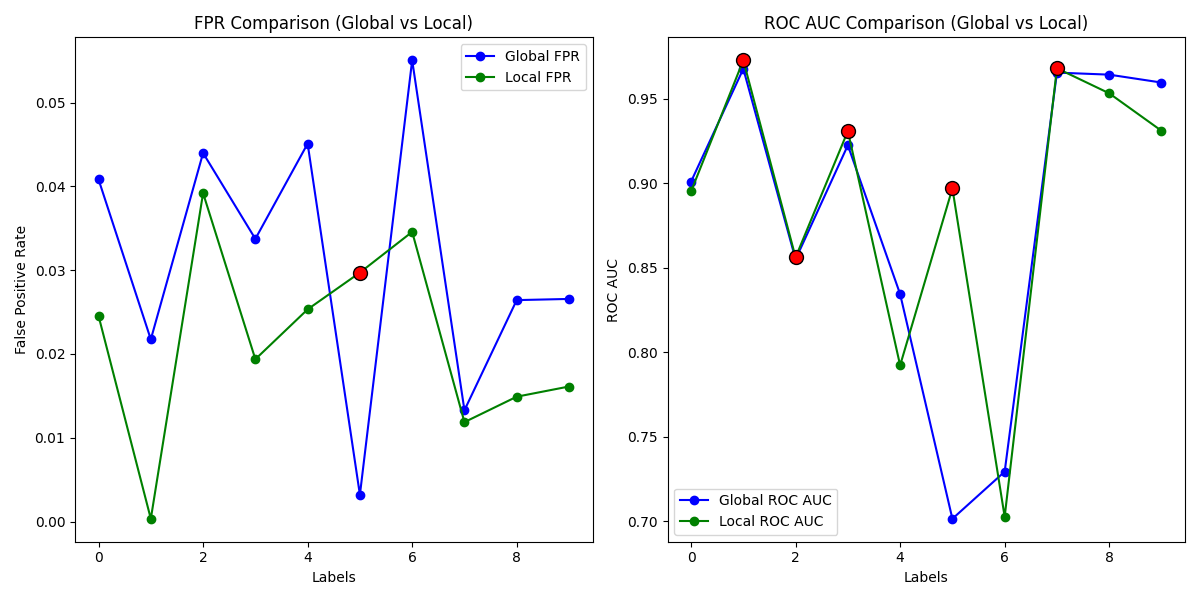 FPR Comparison (Global vs Local)
Global FPR
Local FPR
False Positive Rate
0.05
0.04
0.03
0.02
0.01
0.00
0 2 4 6 8
Labels
ROC AUC Comparison (Global vs Local)
ROC AUC
0.95
0.90
0.85
0.80
0.75
0.70
Global ROC AUC
Local ROC AUC
0 2 4 6 8
Labels